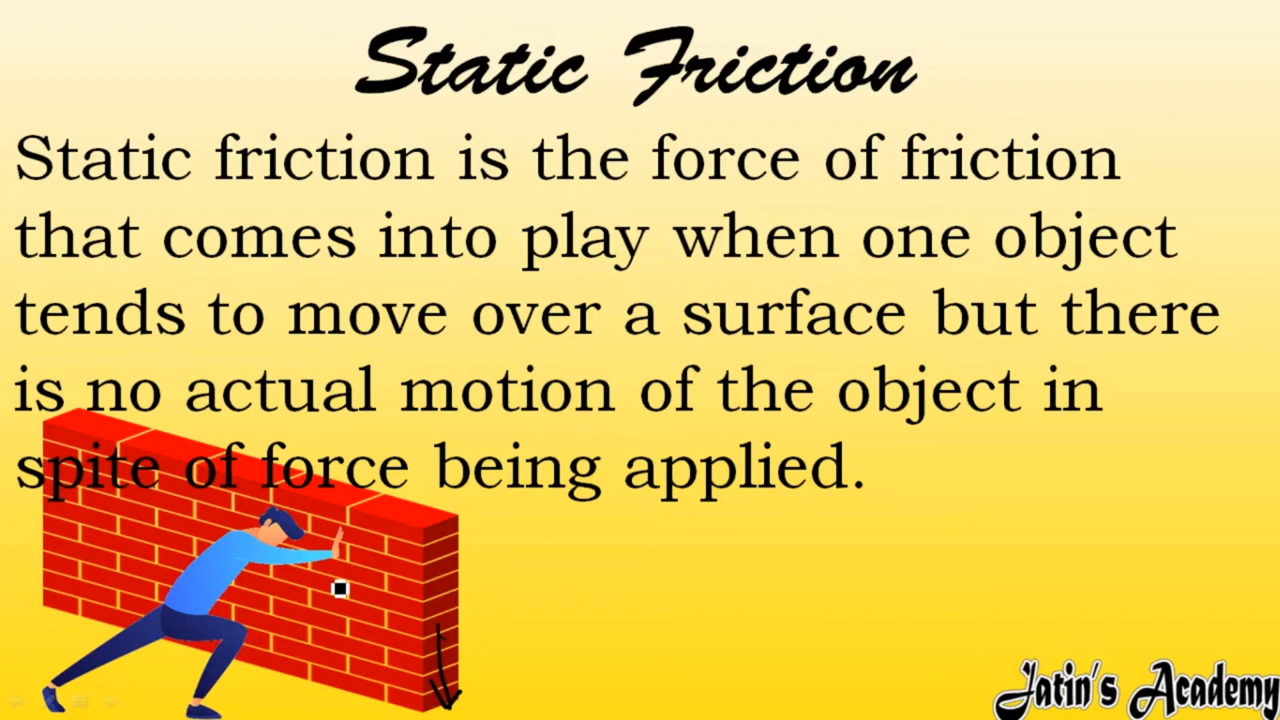 Static Friction
Static friction is the force of friction
that comes into play when one object
tends to move over a surface but there
is no actual motion of the object in
spite of force being applied.
Jatin's Academy